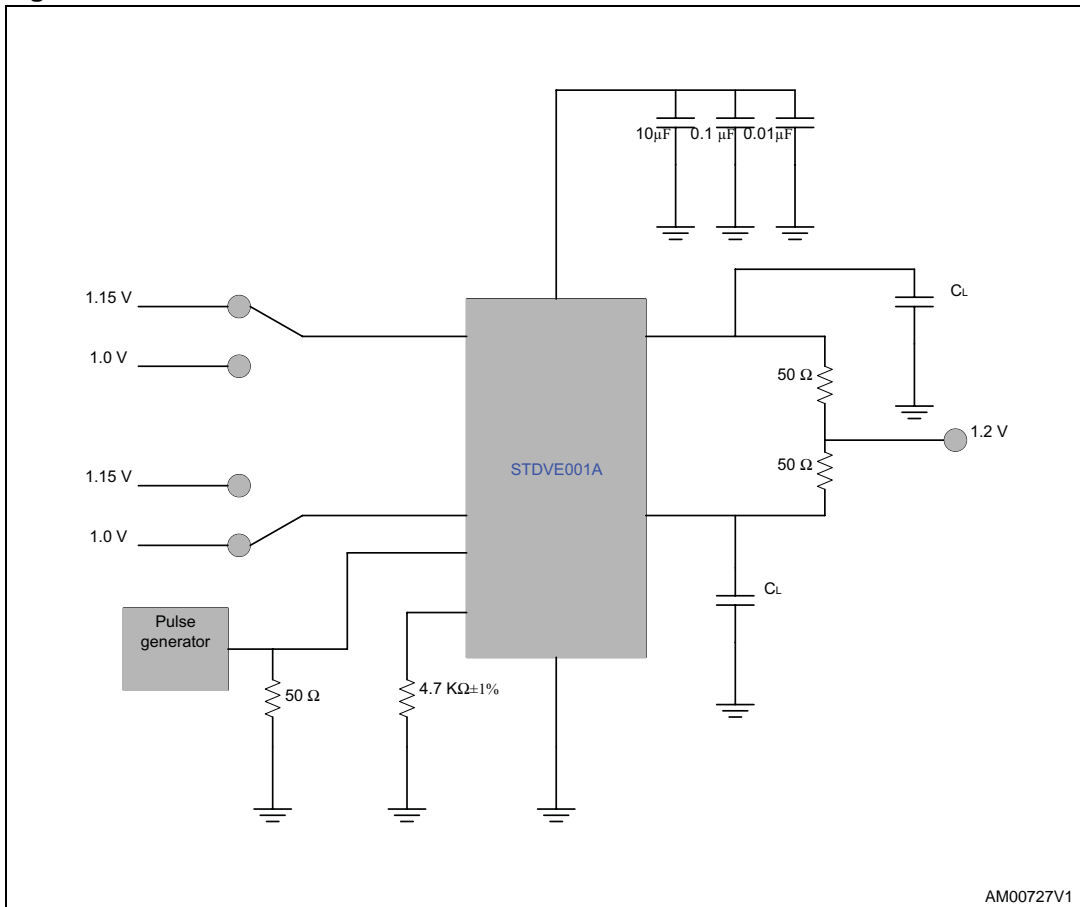 10µF 0.1 µF 0.01µF
1.15 V
CL
1.0 V
50 Ω
1.2 V
STDVE001A
50 Ω
1.15 V
1.0 V
CL
Pulse
generator
50 Ω
4.7 KΩ±1%
AM00727V1